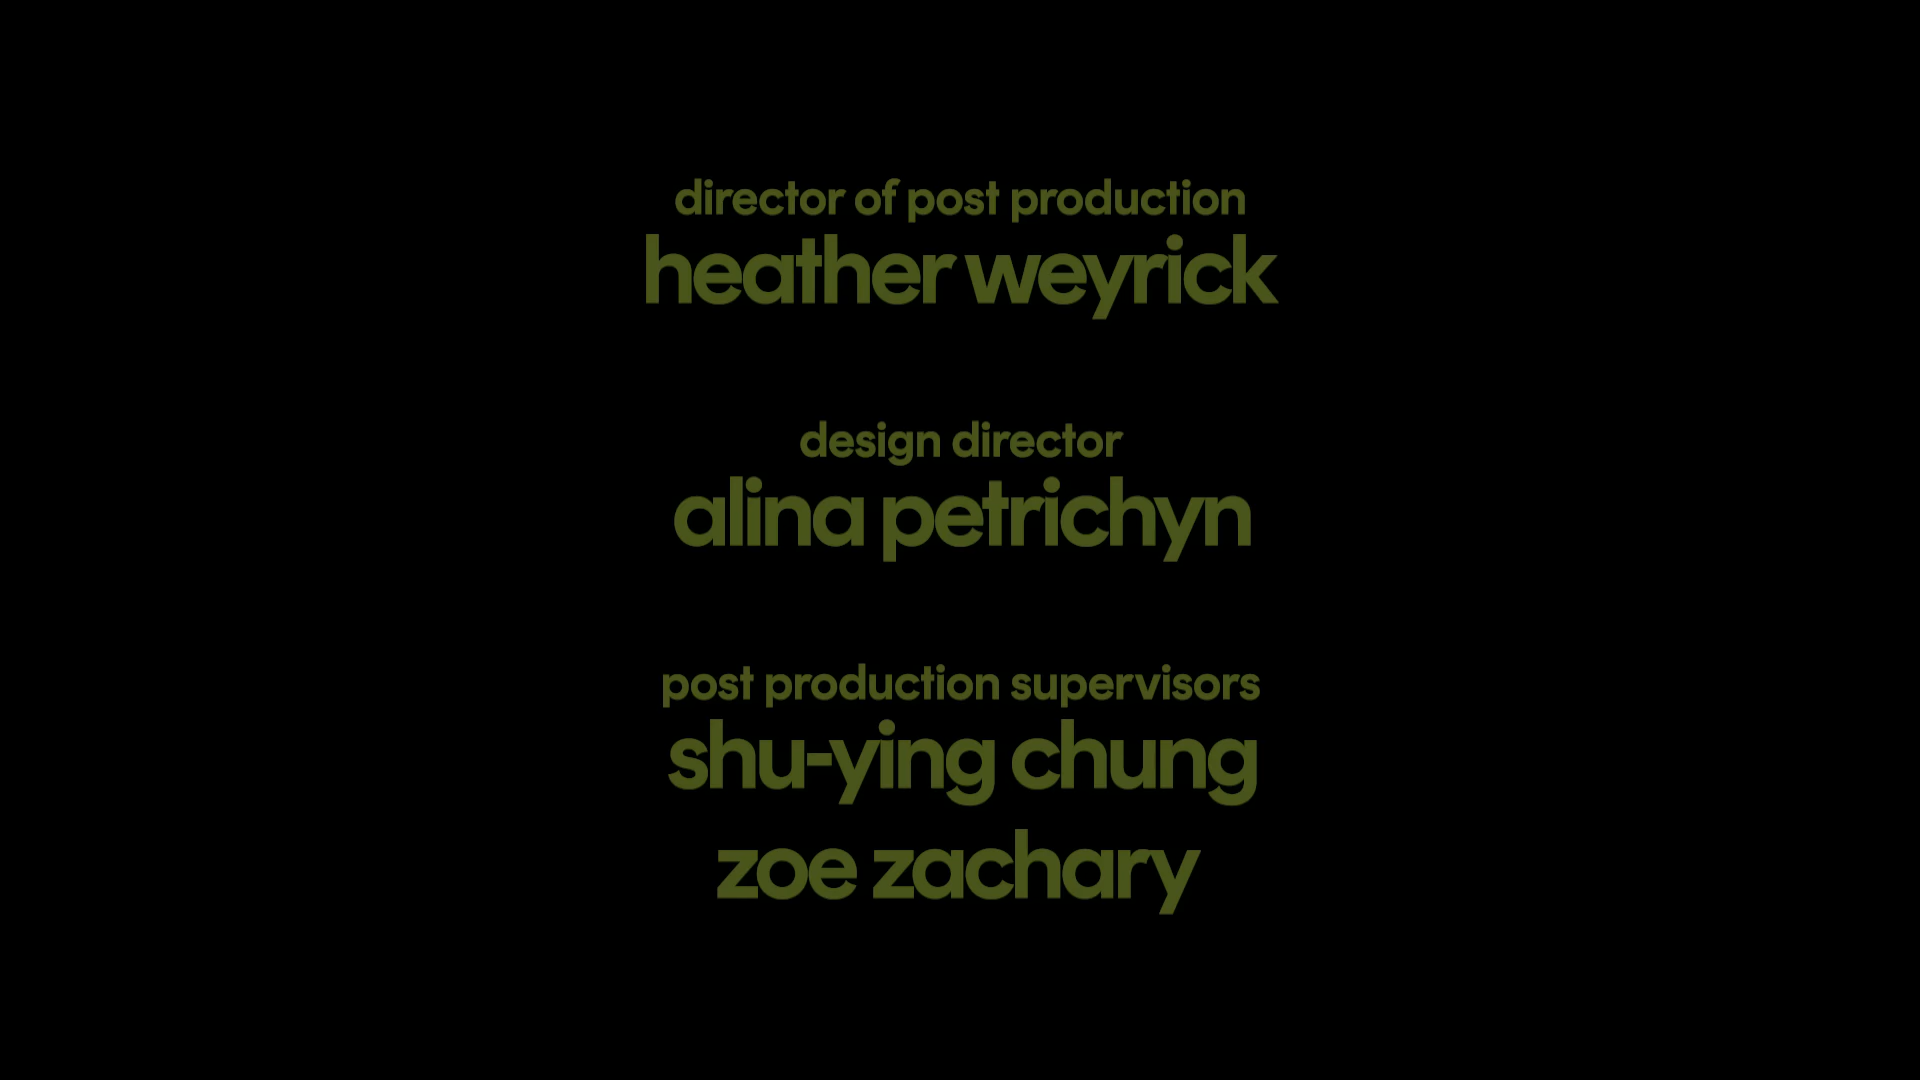 director of post production
heather weyrick
design director
alina petrichyn
post production supervisors
shu-ying chung
zoe zachary